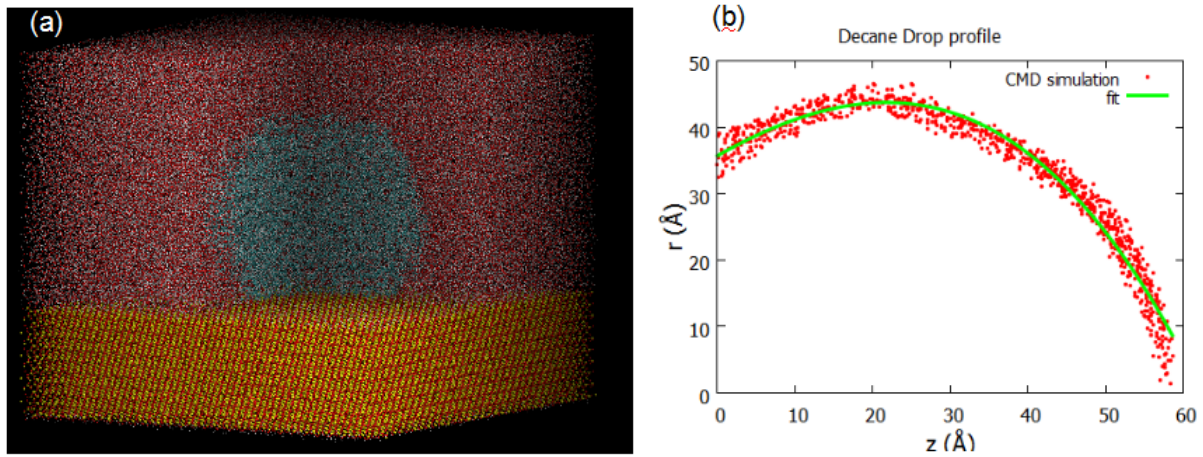 (a)
(b)
Decane Drop profile
50
CMD simulation
fit
40
30
r (Å)
20
10
0
0 10 20 30 40 50 60
z (Å)